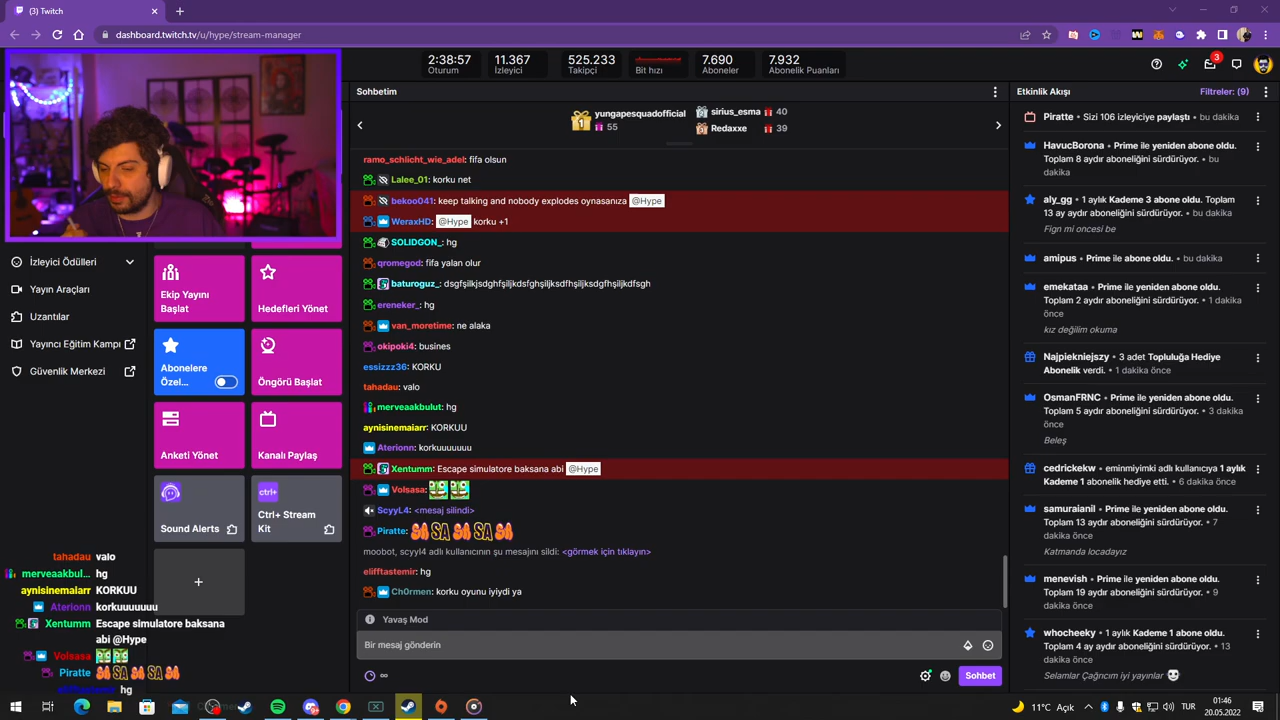 (3) Twitch
dashboard.twitch.tv/u/hype/stream-manager
2:38:57
Oturum
11.367
İzleyici
525.233
Takipçi
Bit hızı
7.690
Aboneler
7.932
Abonelik Puanları
3
Sohbetim
yungapesquadofficial
55
sirius_esma 40
Redaxxe 39
ramo_schlicht_wie_adel: fifa olsun
Lalee_01: korku net
bekoo041: keep talking and nobody explodes oynasanıza @Hype
WeraxHD: @Hype korku +1
SOLIDGON_: hg
qromegod: fifa yalan olur
baturoguz_: dsgfşilkjsdghfşiljkdsfghşiljksdfhşiljksdgfhşiljkdfsgh
ereneker_: hg
van_moretime: ne alaka
okipoki4: busines
essizzz36: KORKU
tahadau: valo
merveaakbulut: hg
aynisinemaiarr: KORKUU
Aterionn: korkuuuuuuu
Xentumm: Escape simulatore baksana abi @Hype
Volsasa:
ScyyL4: <mesaj silindi>
Piratte: SA SA
moobot, scyyl4 adlı kullanıcının şu mesajını sildi: <görmek için tıklayın>
elifftastemir: hg
Ch0rmen: korku oyunu iyiydi ya
Yavaş Mod
Bir mesaj gönderin
∞
Sohbet
İzleyici Ödülleri
Yayın Araçları
Uzantılar
Yayıncı Eğitim Kampı
Güvenlik Merkezi
Ekip Yayını
Başlat
Hedefleri Yönet
Abonelere
Özel...
Öngörü Başlat
Anketi Yönet
Kanalı Paylaş
Sound Alerts
ctrl+
Ctrl+ Stream
Kit
tahadau valo
merveaakbul... hg
aynisinemaiarr KORKUU
Aterionn korkuuuuuuu
Xentumm Escape simulatore baksana
abi @Hype
Volsasa
Piratte SA SA
hg
Etkinlik Akışı
Filtreler: (9)
Piratte • Sizi 106 izleyiciye paylaştı • bu dakika
HavucBorona • Prime ile yeniden abone oldu.
Toplam 8 aydır aboneliğini sürdürüyor. • bu
dakika
aly_gg • 1 aylık Kademe 3 abone oldu. Toplam
13 ay aydır aboneliğini sürdürüyor. • bu dakika
Fign mi oncesi be
amipus • Prime ile abone oldu. • bu dakika
emekataa • Prime ile yeniden abone oldu.
Toplam 2 aydır aboneliğini sürdürüyor. • 1 dakika
önce
kız değilim okuma
Najpiekniejszy • 3 adet Topluluğa Hediye
Abonelik verdi. • 1 dakika önce
OsmanFRNC • Prime ile yeniden abone oldu.
Toplam 5 aydır aboneliğini sürdürüyor. • 3 dakika
önce
Beleş
cedrickekw • eminmiyimki adlı kullanıcıya 1 aylık
Kademe 1 abonelik hediye etti. • 6 dakika önce
samuraianil • Prime ile yeniden abone oldu.
Toplam 13 aydır aboneliğini sürdürüyor. • 7
dakika önce
Katmanda locadayız
menevish • Prime ile yeniden abone oldu.
Toplam 19 aydır aboneliğini sürdürüyor. • 9
dakika önce
whocheeky • 1 aylık Kademe 1 abone oldu.
Toplam 4 ay aydır aboneliğini sürdürüyor. • 13
dakika önce
Selamlar Çağrıcım iyi yayınlar
11°C Açık
TUR
01:46
20.05.2022